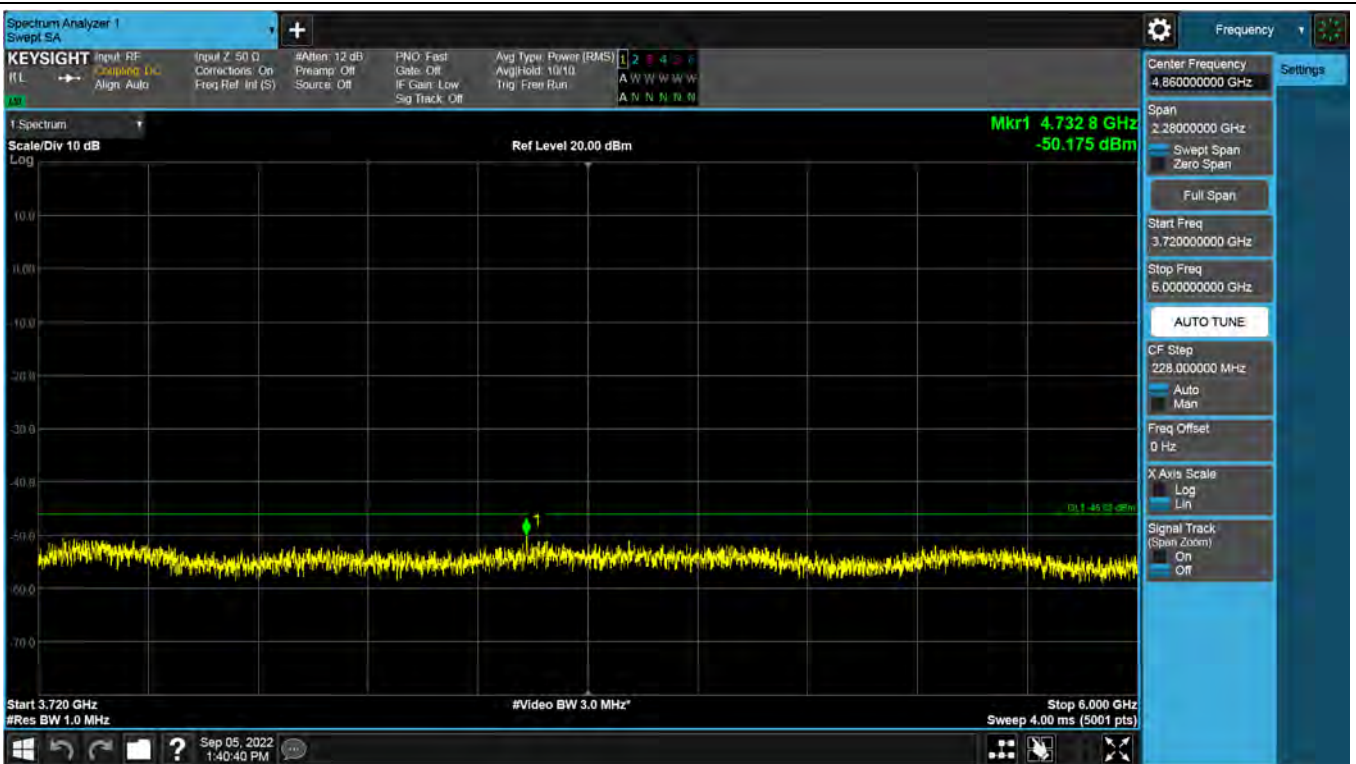 Spectrum Analyzer 1
Swept SA
+
Frequency
KEYSIGHT
Input: RF
Coupling: DC
Align: Auto
Input Z: 50 Ω
Corrections: On
Freq Ref: Int (S)
#Atten: 12 dB
Preamp: Off
Source: Off
PNO: Fast
Gate: Off
IF Gain: Low
Sig Track: Off
Avg Type: Power (RMS)
Avg|Hold: 10/10
Trig: Free Run
1 2 3 4 5 6
A W W W W W
A N N N N N
1 Spectrum
Scale/Div 10 dB
Log
Ref Level 20.00 dBm
Mkr1 4.732 8 GHz
-50.175 dBm
10.0
0.00
-10.0
-20.0
-30.0
-40.0
-50.0
-60.0
-70.0
1
Start 3.720 GHz
#Res BW 1.0 MHz
#Video BW 3.0 MHz*
Stop 6.000 GHz
Sweep 4.00 ms (5001 pts)
Center Frequency
4.860000000 GHz
Settings
Span
2.28000000 GHz
Swept Span
Zero Span
Full Span
Start Freq
3.720000000 GHz
Stop Freq
6.000000000 GHz
AUTO TUNE
CF Step
228.000000 MHz
Auto
Man
Freq Offset
0 Hz
X Axis Scale
Log
Lin
Signal Track
(Span Zoom)
On
Off
?
Sep 05, 2022
1:40:40 PM